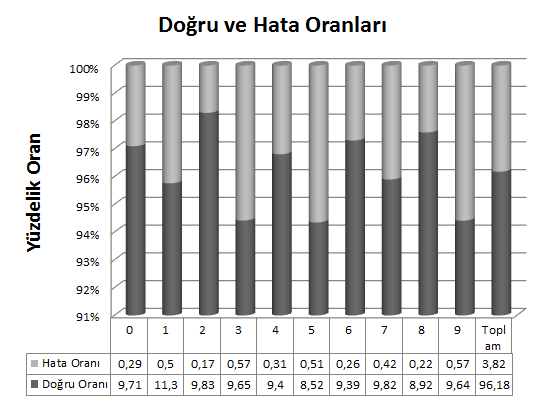 Doğru ve Hata Oranları
Yüzdelik Oran
100%
99%
98%
97%
96%
95%
94%
93%
92%
91%
0 1 2 3 4 5 6 7 8 9 Topl
am
Hata Oranı 0,29 0,5 0,17 0,57 0,31 0,51 0,26 0,42 0,22 0,57 3,82
Doğru Oranı 9,71 11,3 9,83 9,65 9,4 8,52 9,39 9,82 8,92 9,64 96,18